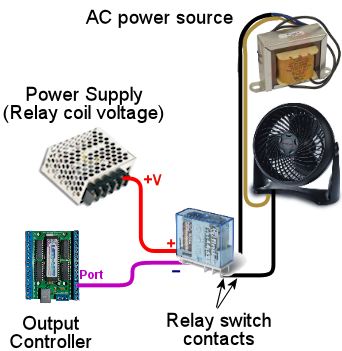 AC power source
Power Supply
(Relay coil voltage)
+V
+
–
Port
Output
Controller
Relay switch
contacts